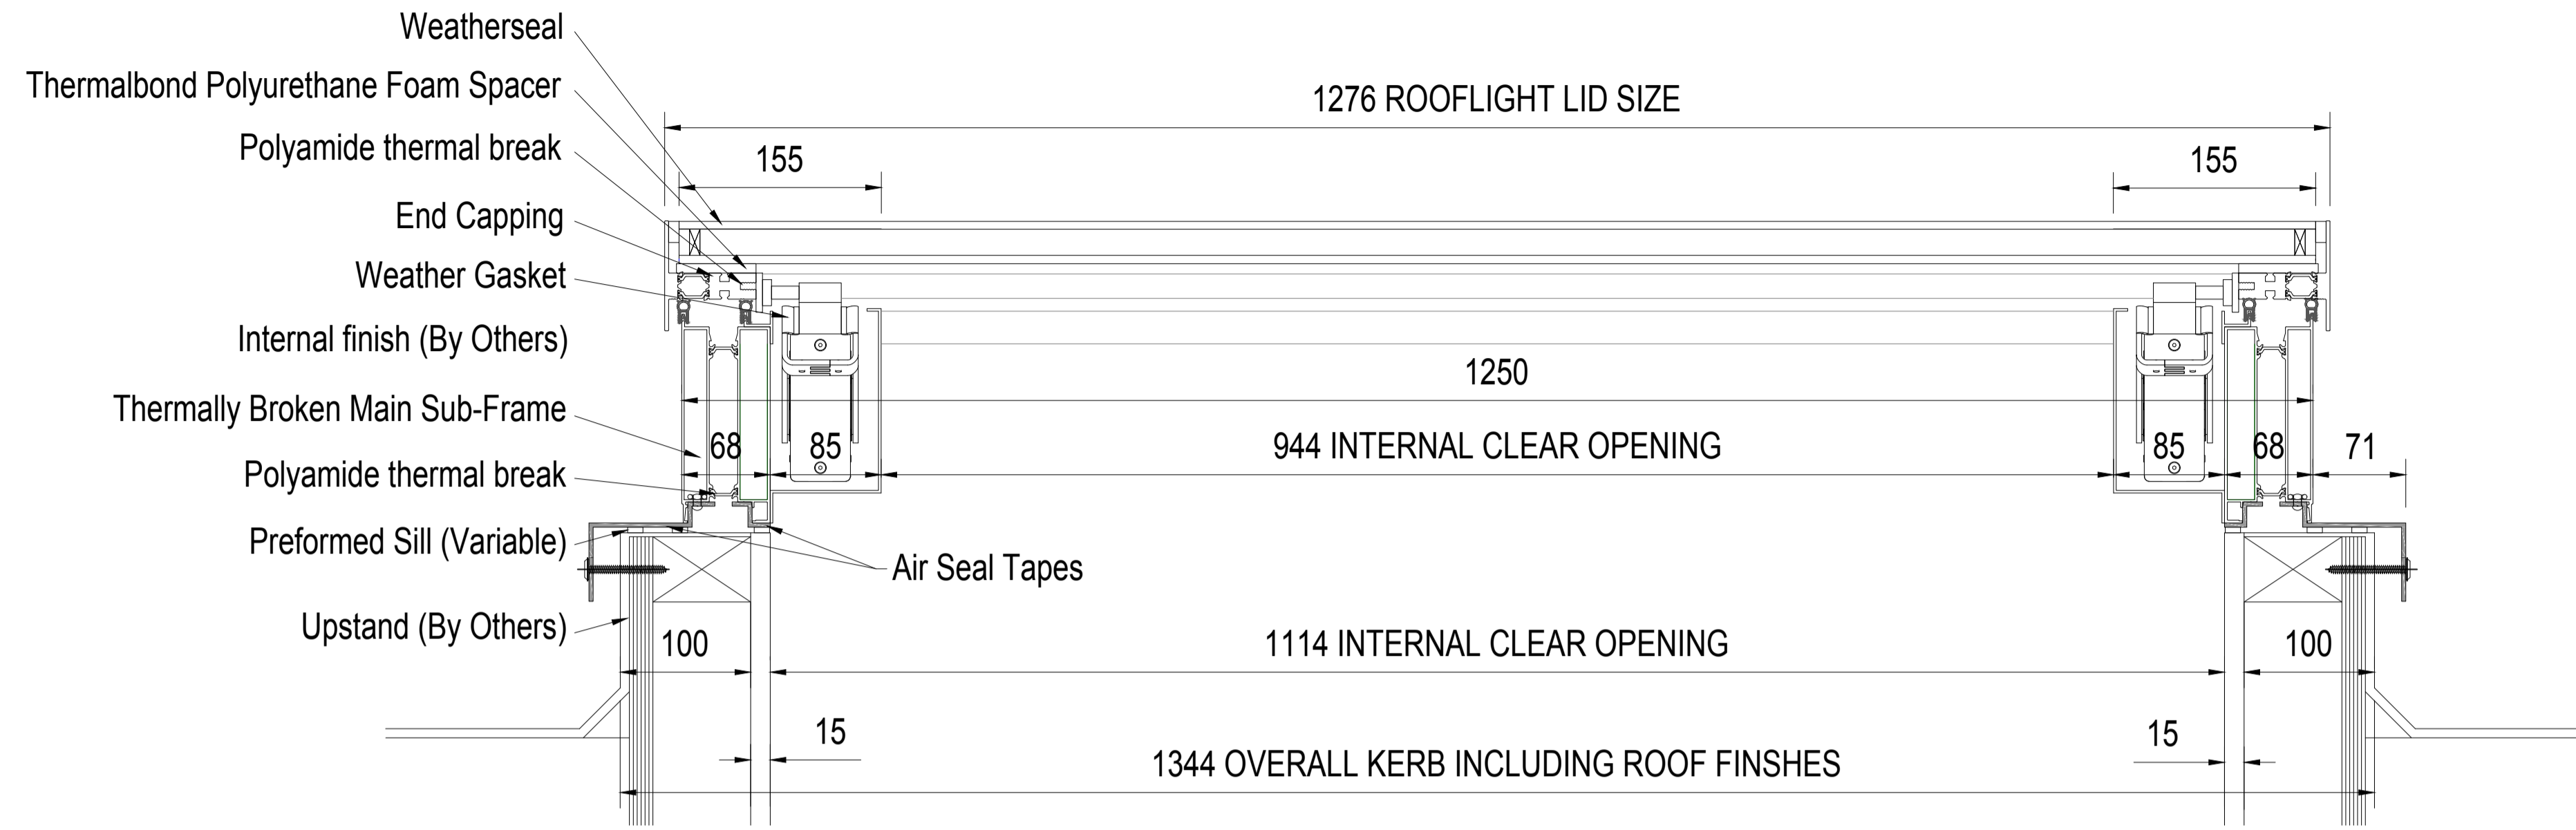 Weatherseal
Thermalbond Polyurethane Foam Spacer
1276 ROOFLIGHT LID SIZE
Polyamide thermal break
155
155
End Capping
Weather Gasket
Internal finish (By Others)
1250
Thermally Broken Main Sub-Frame
68
85
944 INTERNAL CLEAR OPENING
85
68
71
Polyamide thermal break
Preformed Sill (Variable)
Air Seal Tapes
Upstand (By Others)
100
1114 INTERNAL CLEAR OPENING
100
15
15
1344 OVERALL KERB INCLUDING ROOF FINSHES